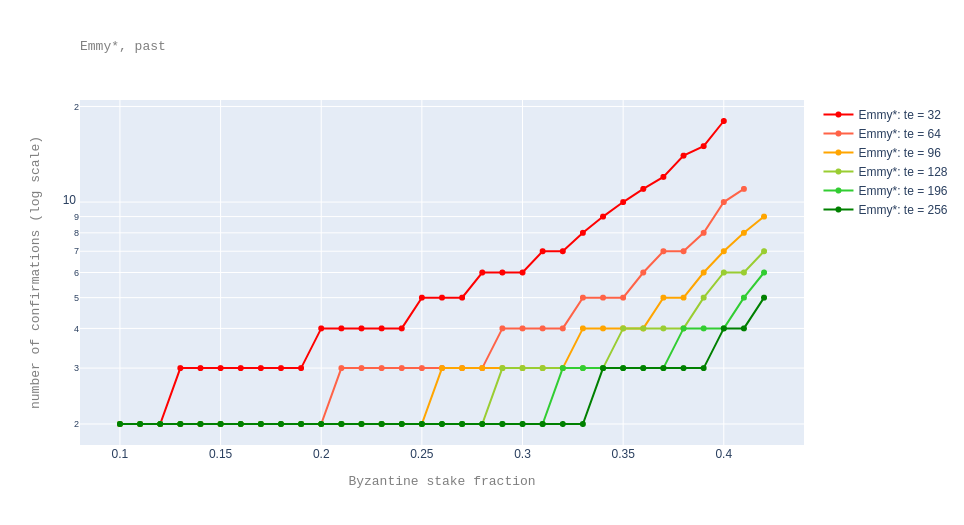 Emmy*, past
number of confirmations (log scale)
2
10
9
8
7
6
5
4
3
2
0.1 0.15 0.2 0.25 0.3 0.35 0.4
Byzantine stake fraction
Emmy*: te = 32
Emmy*: te = 64
Emmy*: te = 96
Emmy*: te = 128
Emmy*: te = 196
Emmy*: te = 256